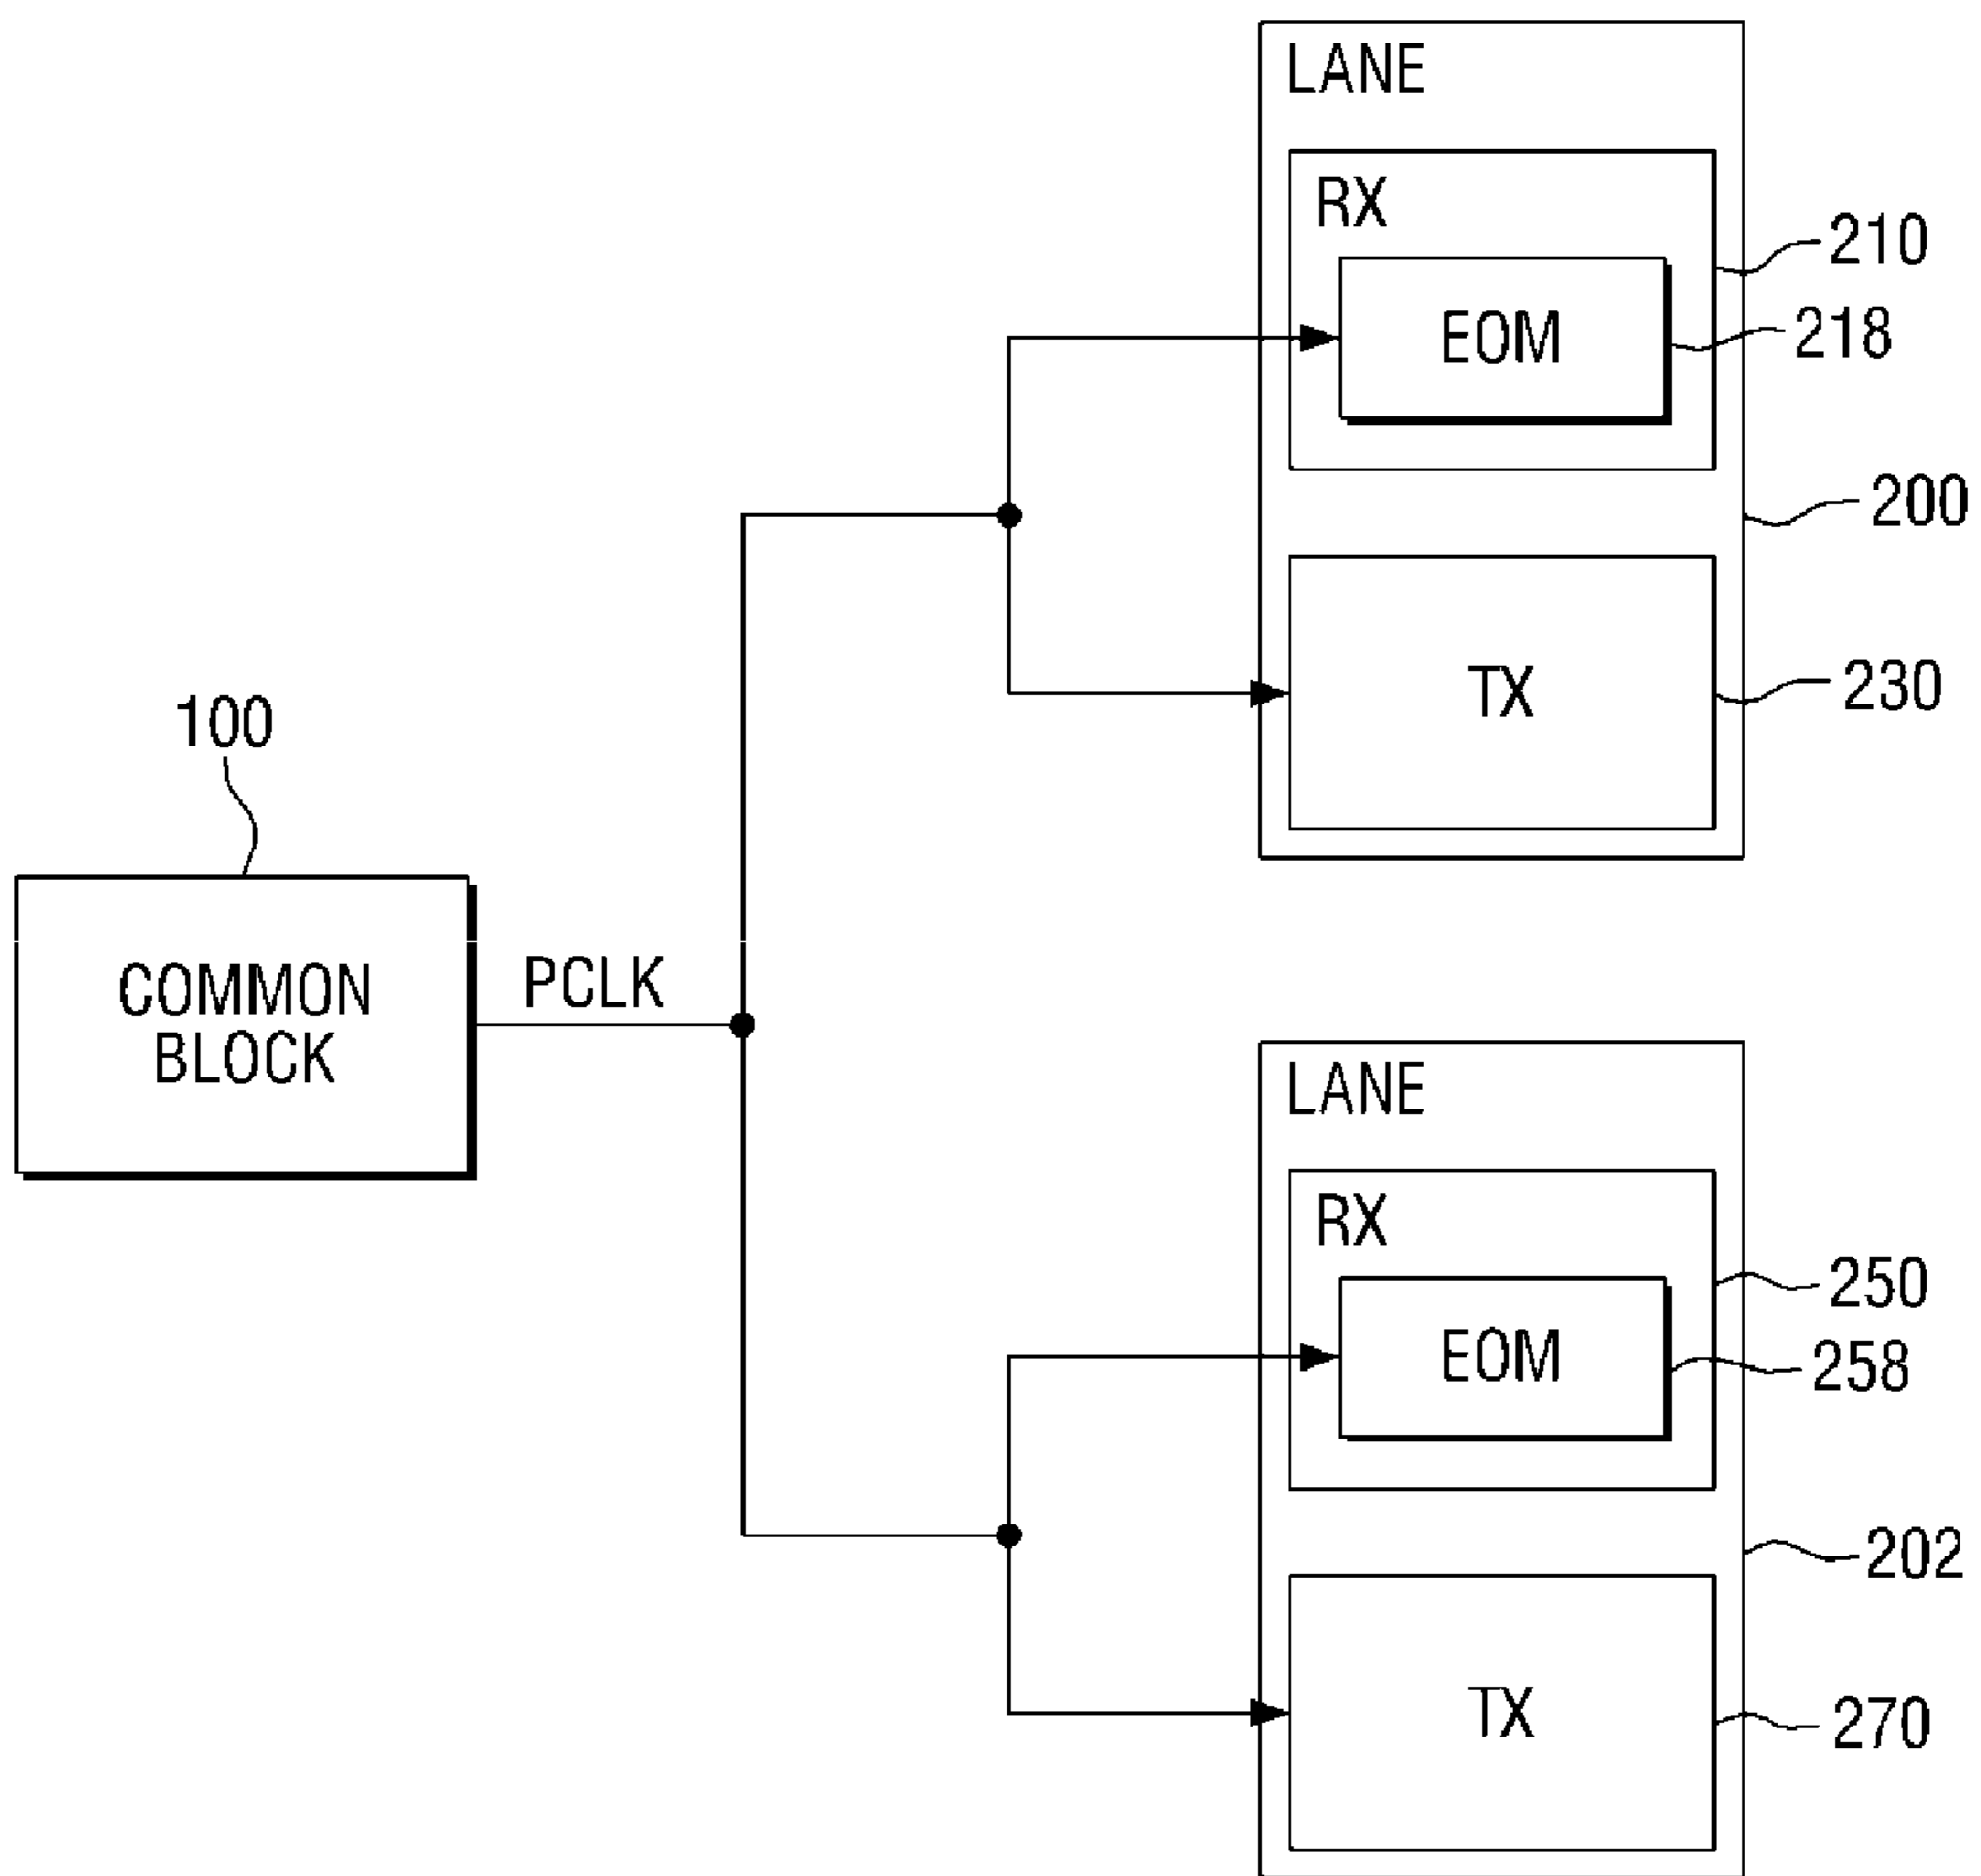 LANE
RX
210
EOM
218
200
TX
230
100
COMMON
BLOCK
PCLK
LANE
RX
250
EOM
258
202
TX
270